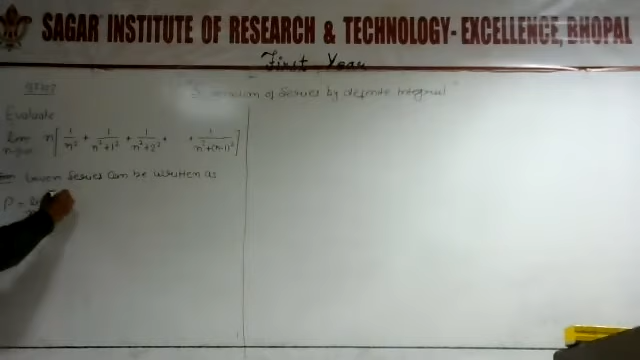 SAGAR INSTITUTE OF RESEARCH & TECHNOLOGY- EXCELLENCE, BHOPAL
First Year
of Series by definite Integral
Evaluate
lim n→∞ n[ 1/n² + 1/(n²+1²) + 1/(n²+2²) + + 1/(n²+(n-1)²) ]
Given Series can be written as
P =